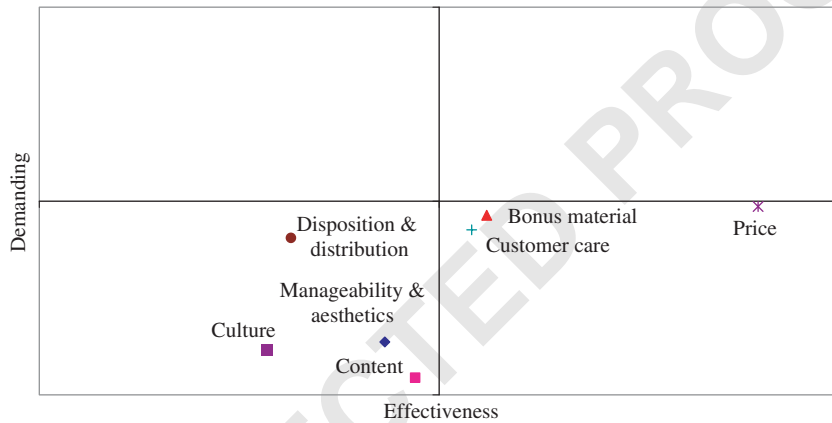 Demanding
Disposition &
distribution
Bonus material
Customer care
Price
Manageability &
aesthetics
Culture
Content
Effectiveness